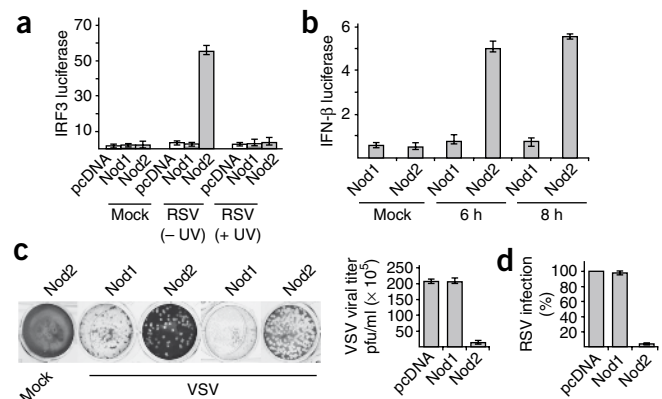 a
IRF3 luciferase
70
50
30
10
pcDNA
Nod1
Nod2
pcDNA
Nod1
Nod2
pcDNA
Nod1
Nod2
Mock
RSV
(– UV)
RSV
(+ UV)
b
IFN-β luciferase
6
4
2
Nod1
Nod2
Nod1
Nod2
Nod1
Nod2
Mock
6 h
8 h
c
Nod2
Nod1
Nod2
Nod1
Nod2
Mock
VSV
VSV viral titer
pfu/ml (× 10⁵)
250
200
150
100
50
pcDNA
Nod1
Nod2
d
RSV infection
(%)
100
80
60
40
20
pcDNA
Nod1
Nod2